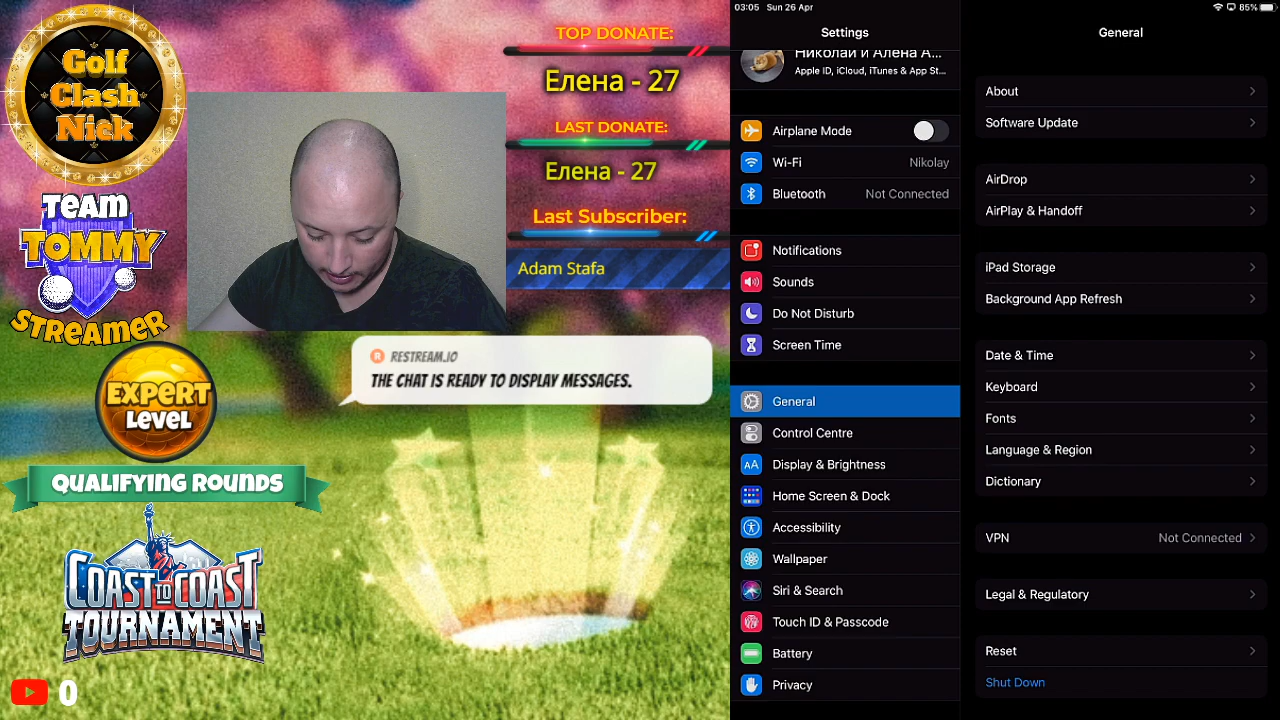 Golf
Clash
Nick
TEAM
TOMMY
STREAMER
EXPERT
LEVEL
QUALIFYING ROUNDS
COAST TO COAST
TOURNAMENT
0
TOP DONATE:
Елена - 27
LAST DONATE:
Елена - 27
Last Subscriber:
Adam Stafa
R RESTREAM.IO
THE CHAT IS READY TO DISPLAY MESSAGES.
03:05 Sun 26 Apr
85%
Settings
Николай и Алена А...
Apple ID, iCloud, iTunes & App St...
Airplane Mode
Wi-Fi Nikolay
Bluetooth Not Connected
Notifications
Sounds
Do Not Disturb
Screen Time
General
Control Centre
AA Display & Brightness
Home Screen & Dock
Accessibility
Wallpaper
Siri & Search
Touch ID & Passcode
Battery
Privacy
General
About
Software Update
AirDrop
AirPlay & Handoff
iPad Storage
Background App Refresh
Date & Time
Keyboard
Fonts
Language & Region
Dictionary
VPN Not Connected
Legal & Regulatory
Reset
Shut Down